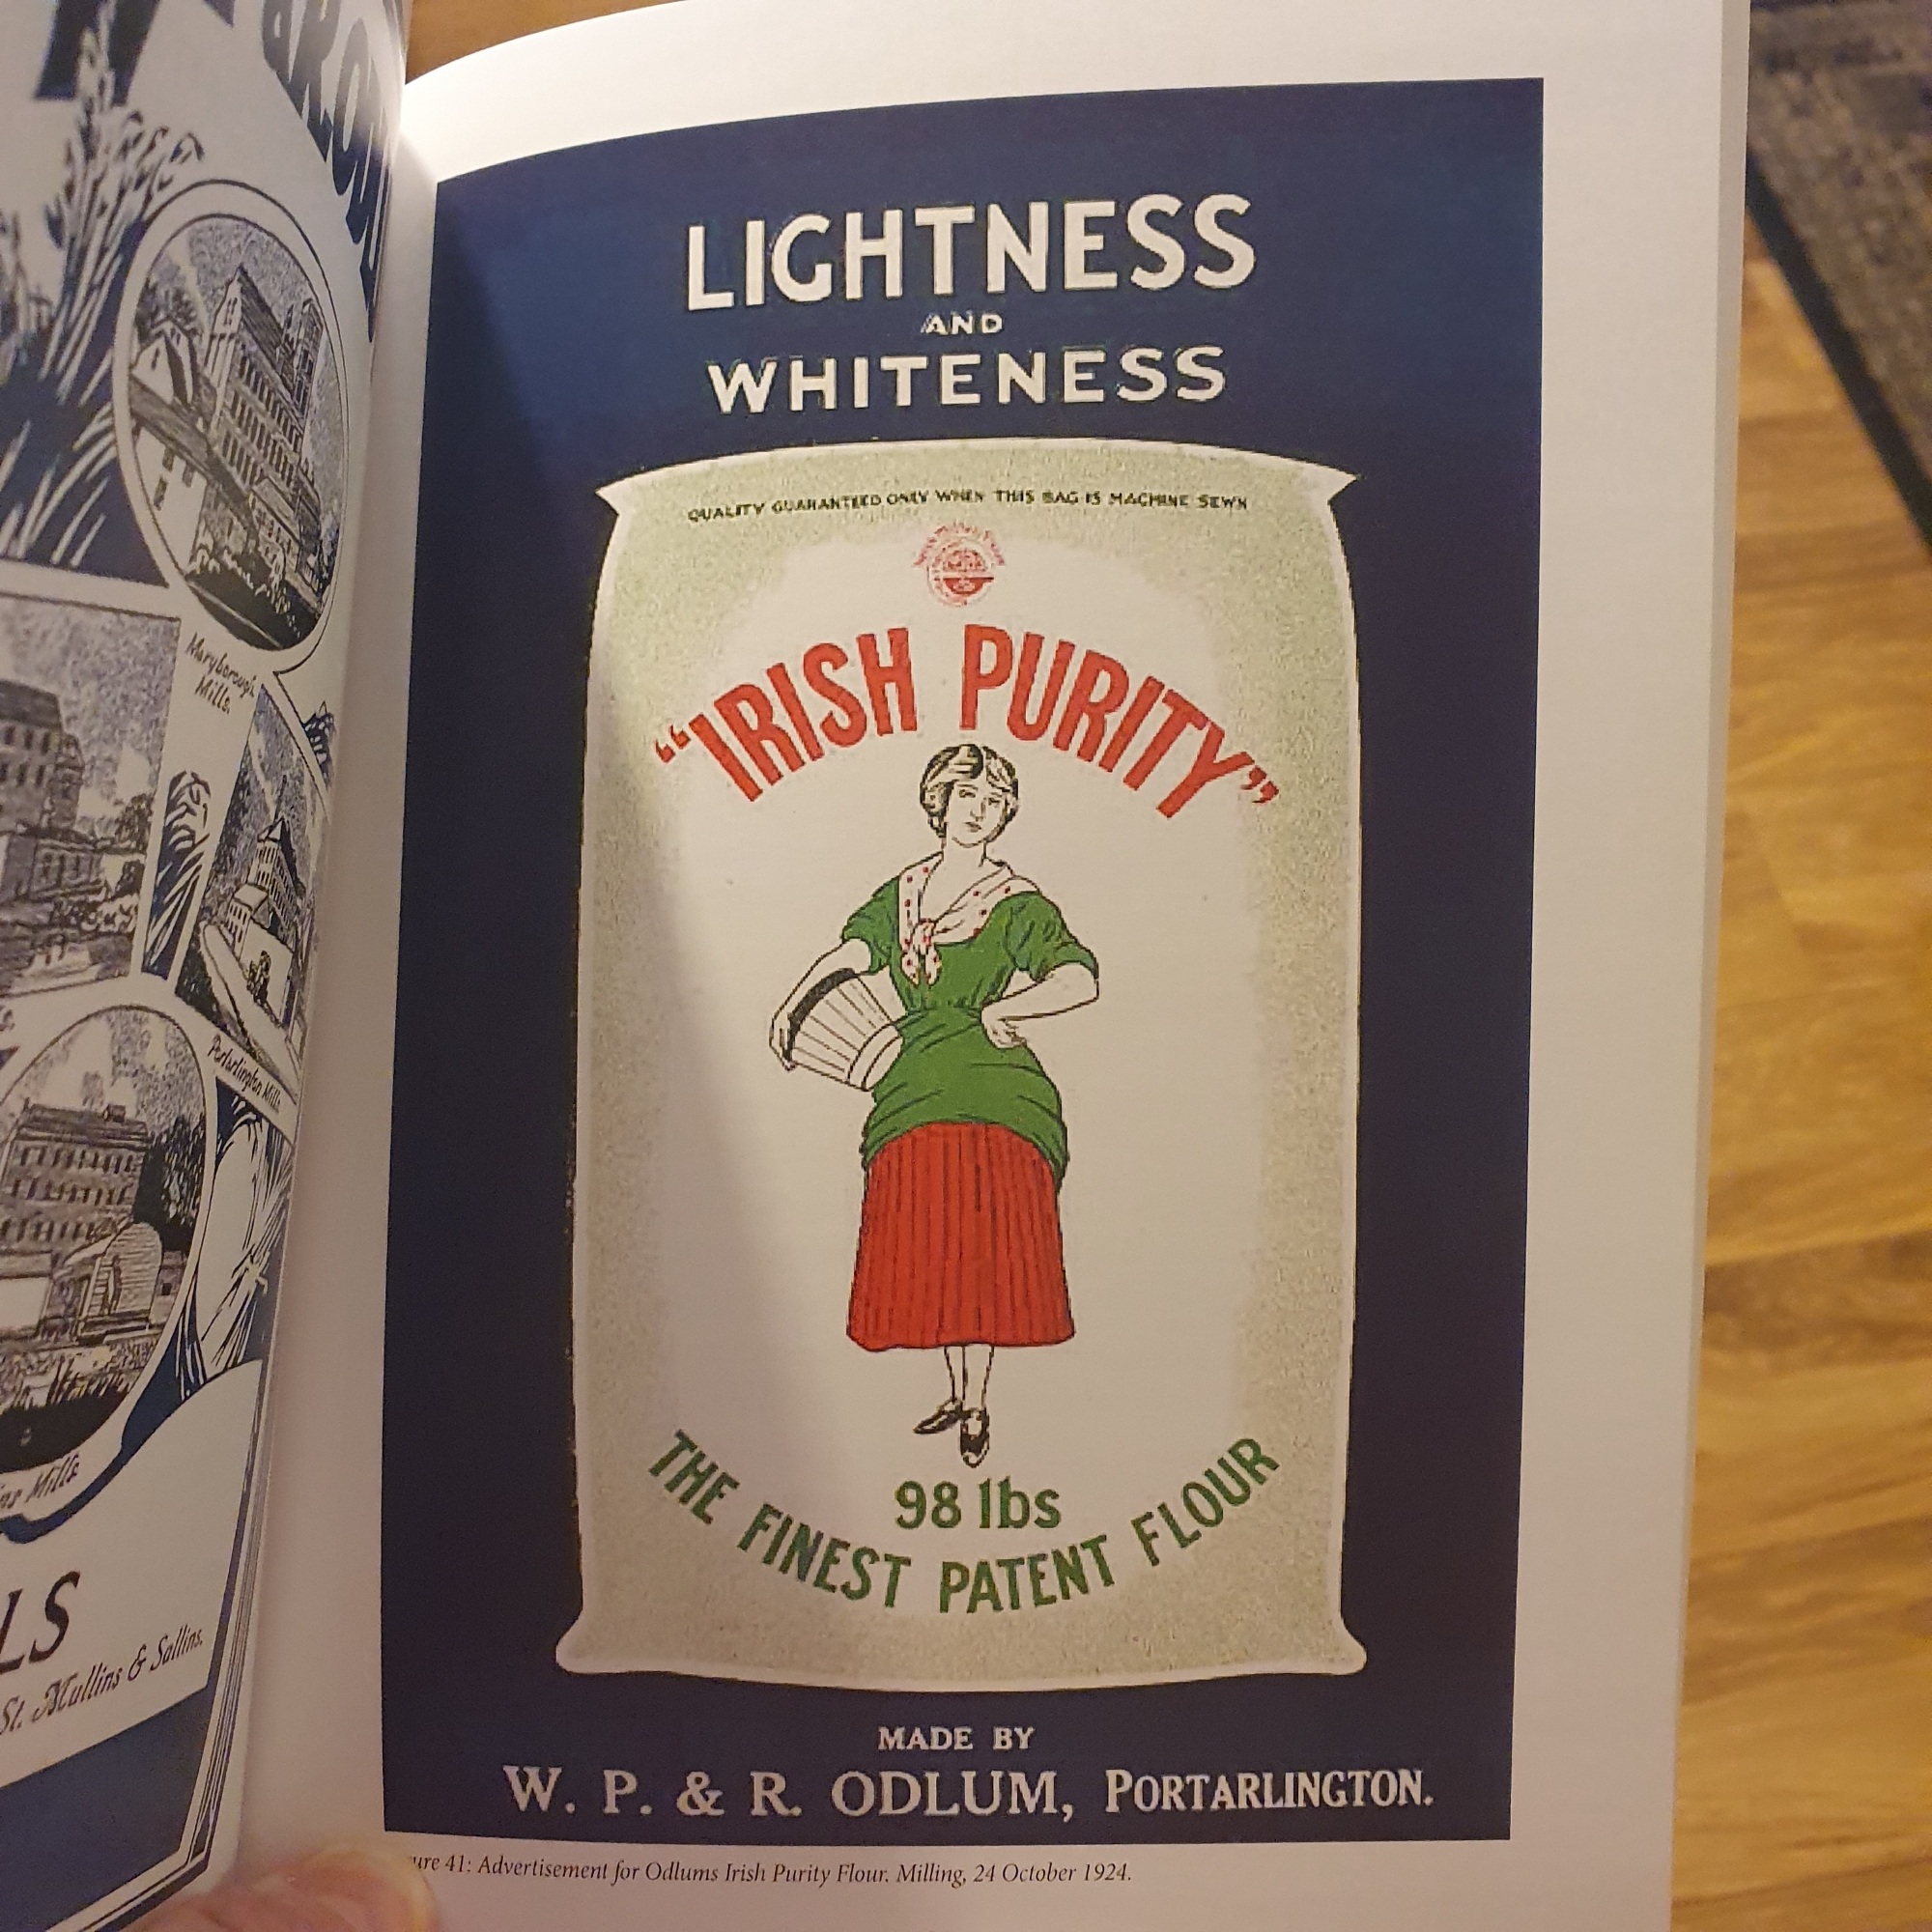 Maryborough
Mills.
Portarlington Mills
Mills
LS
St. Mullins & Sallins.
LIGHTNESS
AND
WHITENESS
QUALITY GUARANTEED ONLY WHEN THIS BAG IS MACHINE SEWN
"IRISH PURITY"
98 lbs
THE FINEST PATENT FLOUR
MADE BY
W. P. & R. ODLUM, PORTARLINGTON.
41: Advertisement for Odlums Irish Purity Flour. Milling, 24 October 1924.